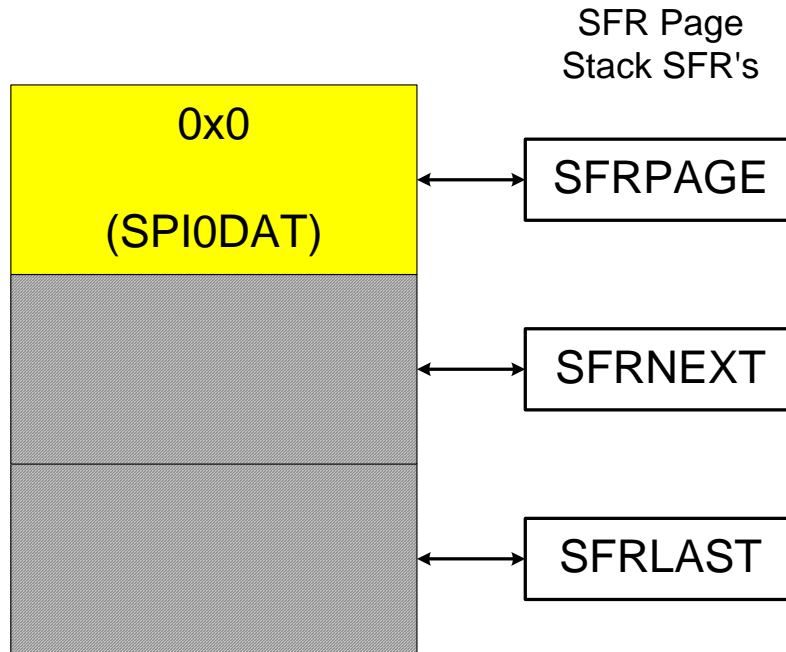 SFR Page
Stack SFR's
0x0
(SPI0DAT)
SFRPAGE
SFRNEXT
SFRLAST